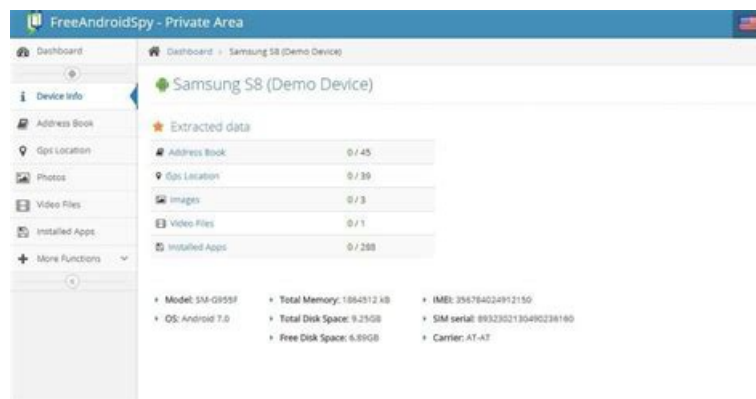 FreeAndroidSpy - Private Area
Dashboard
Dashboard › Samsung S8 (Demo Device)
Device Info
Samsung S8 (Demo Device)
Address Book
Extracted data
Gps Location
Photos
Video Files
Installed Apps
More Functions
Address Book 0 / 45
Gps Location 0 / 39
Images 0 / 3
Video Files 0 / 1
Installed Apps 0 / 288
Model: SM-G955F
Total Memory: 1864512 kB
IMEI: 356784024912150
OS: Android 7.0
Total Disk Space: 9.25GB
SIM serial: 8932302130490236160
Free Disk Space: 6.89GB
Carrier: AT-AT